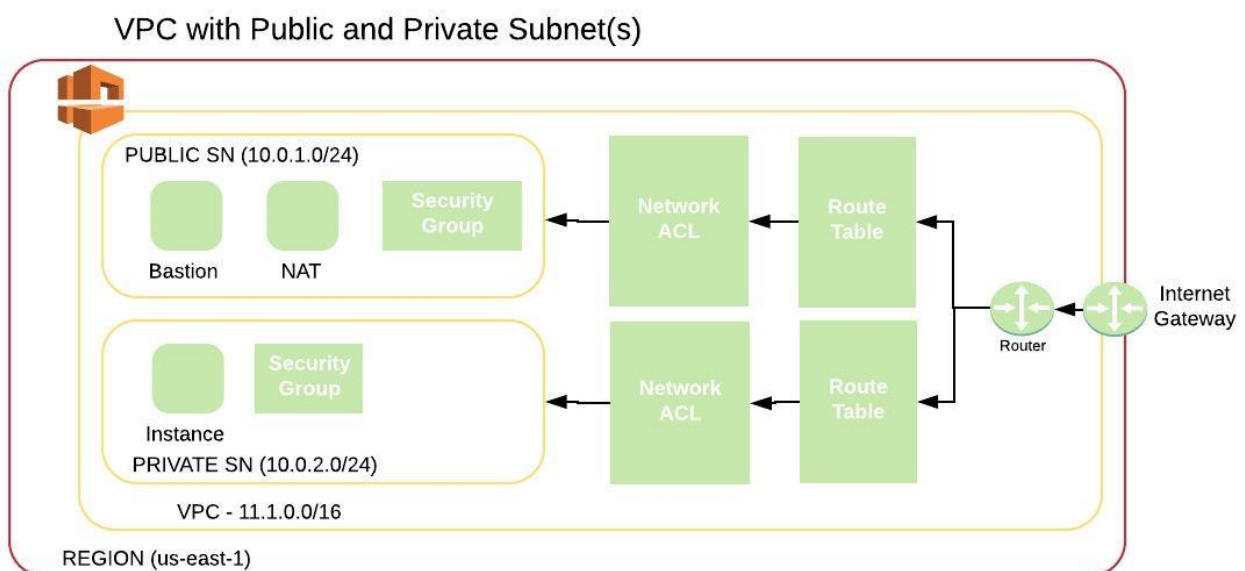 VPC with Public and Private Subnet(s)
PUBLIC SN (10.0.1.0/24)
Security
Group
Bastion
NAT
Network
ACL
Route
Table
Internet
Gateway
Router
Security
Group
Instance
PRIVATE SN (10.0.2.0/24)
Network
ACL
Route
Table
VPC - 11.1.0.0/16
REGION (us-east-1)